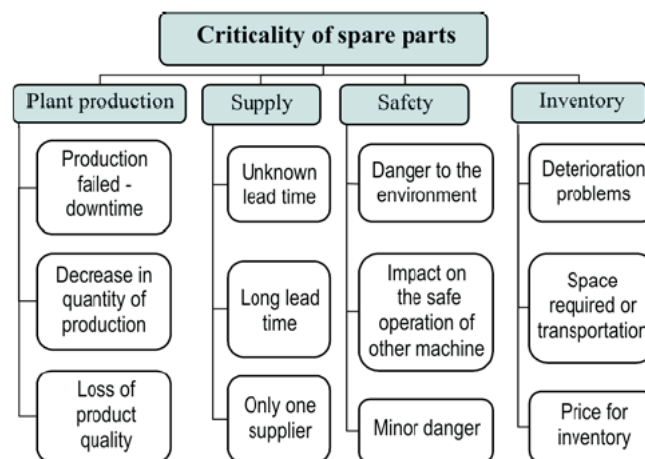 Criticality of spare parts
Plant production
Supply
Safety
Inventory
Production
failed -
downtime
Unknown
lead time
Danger to the
environment
Deterioration
problems
Decrease in
quantity of
production
Long lead
time
Impact on
the safe
operation of
other machine
Space
required or
transportation
Loss of
product
quality
Only one
supplier
Minor danger
Price for
inventory